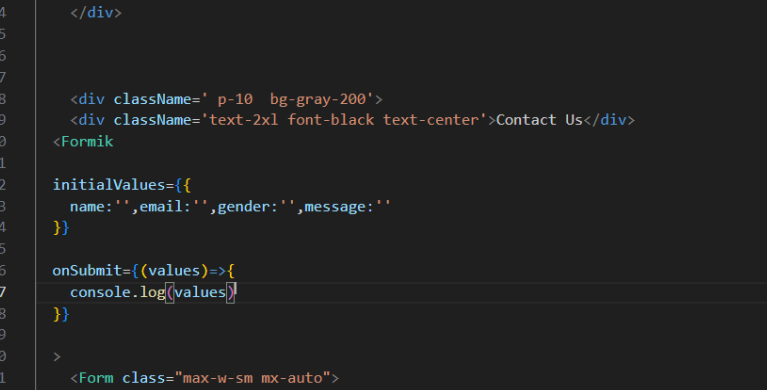 4 </div>
5
6
7
8 <div className=' p-10  bg-gray-200'>
9 <div className='text-2xl font-black text-center'>Contact Us</div>
0 <Formik
1
2 initialValues={{
3 name:'',email:'',gender:'',message:''
4 }}
5
6 onSubmit={(values)=>{
7 console.log(values)
8 }}
9
0 >
1 <Form class="max-w-sm mx-auto">